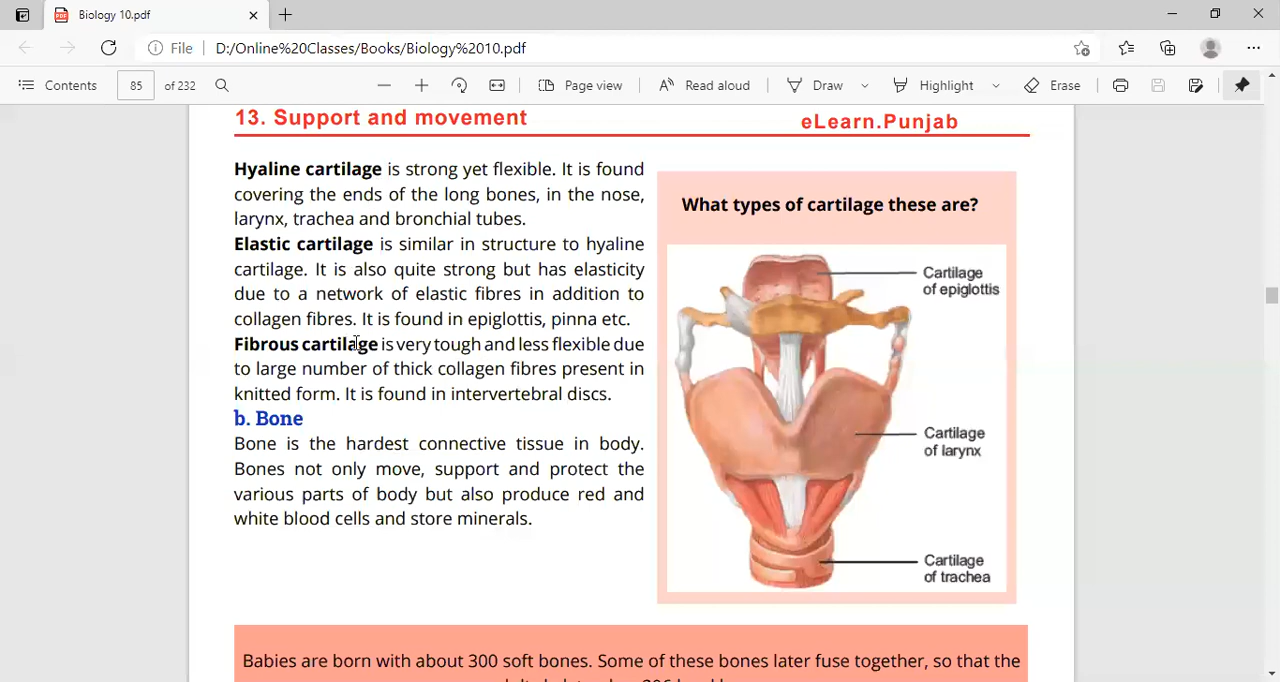 Biology 10.pdf
File
D:/Online%20Classes/Books/Biology%2010.pdf
Contents
85
of 232
Page view
Read aloud
Draw
Highlight
Erase
13. Support and movement
eLearn.Punjab
Hyaline cartilage is strong yet flexible. It is found
covering the ends of the long bones, in the nose,
larynx, trachea and bronchial tubes.
Elastic cartilage is similar in structure to hyaline
cartilage. It is also quite strong but has elasticity
due to a network of elastic fibres in addition to
collagen fibres. It is found in epiglottis, pinna etc.
Fibrous cartilage is very tough and less flexible due
to large number of thick collagen fibres present in
knitted form. It is found in intervertebral discs.
b. Bone
Bone is the hardest connective tissue in body.
Bones not only move, support and protect the
various parts of body but also produce red and
white blood cells and store minerals.
What types of cartilage these are?
Cartilage
of epiglottis
Cartilage
of larynx
Cartilage
of trachea
Babies are born with about 300 soft bones. Some of these bones later fuse together, so that the